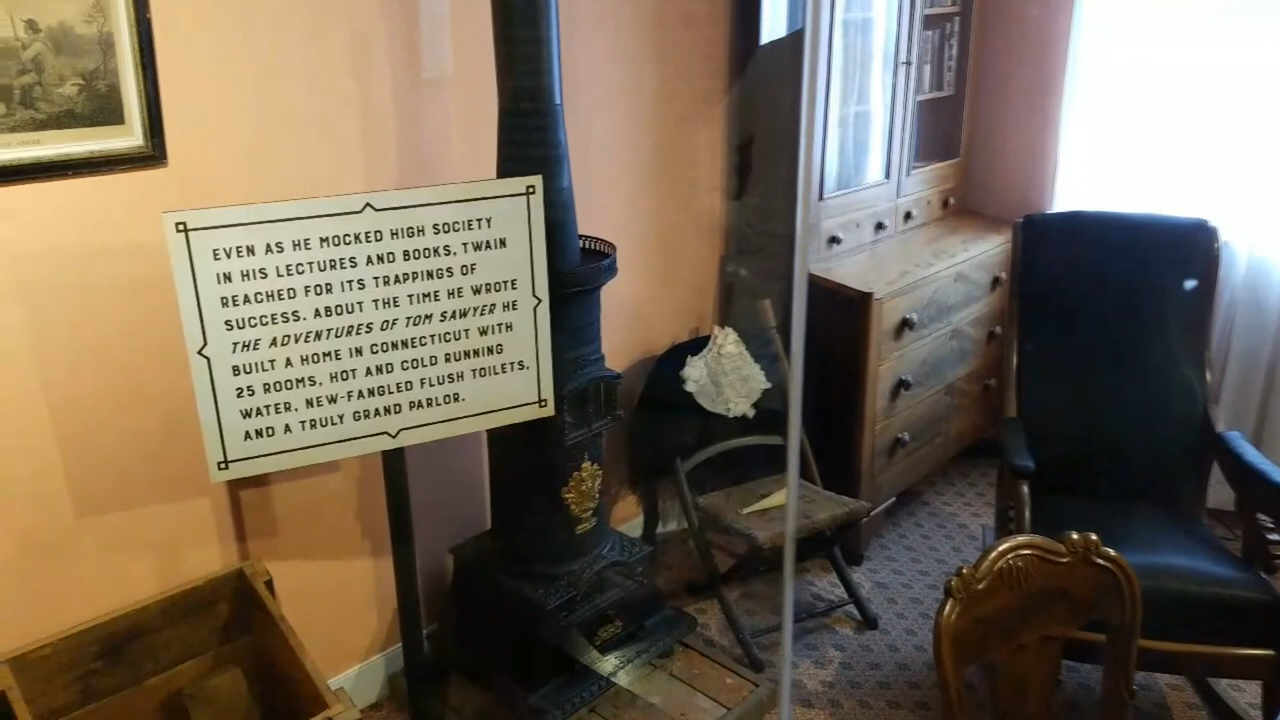 EVEN AS HE MOCKED HIGH SOCIETY
IN HIS LECTURES AND BOOKS, TWAIN
REACHED FOR ITS TRAPPINGS OF
SUCCESS. ABOUT THE TIME HE WROTE
THE ADVENTURES OF TOM SAWYER HE
BUILT A HOME IN CONNECTICUT WITH
25 ROOMS, HOT AND COLD RUNNING
WATER, NEW-FANGLED FLUSH TOILETS,
AND A TRULY GRAND PARLOR.